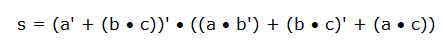 s = (a' + (b • c))' • ((a • b') + (b • c)' + (a • c))